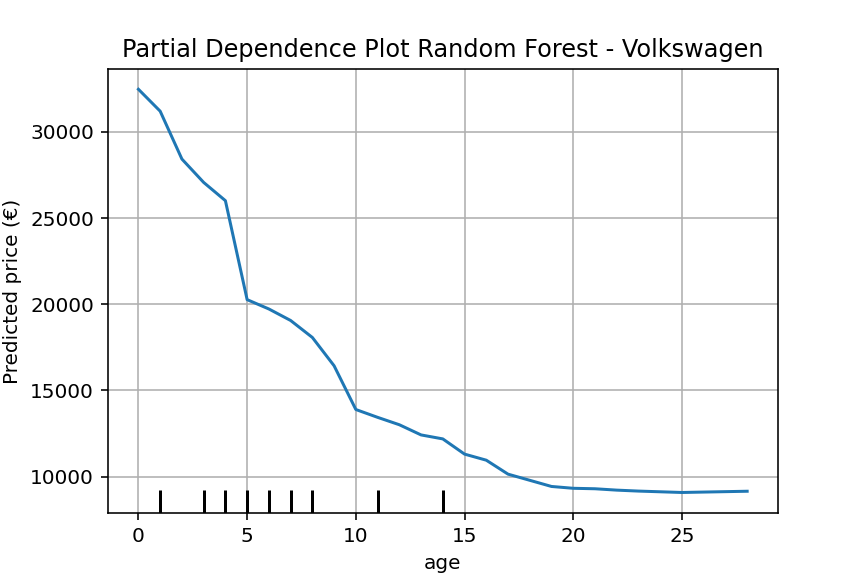 Partial Dependence Plot Random Forest - Volkswagen
Predicted price (€)
30000
25000
20000
15000
10000
0 5 10 15 20 25
age